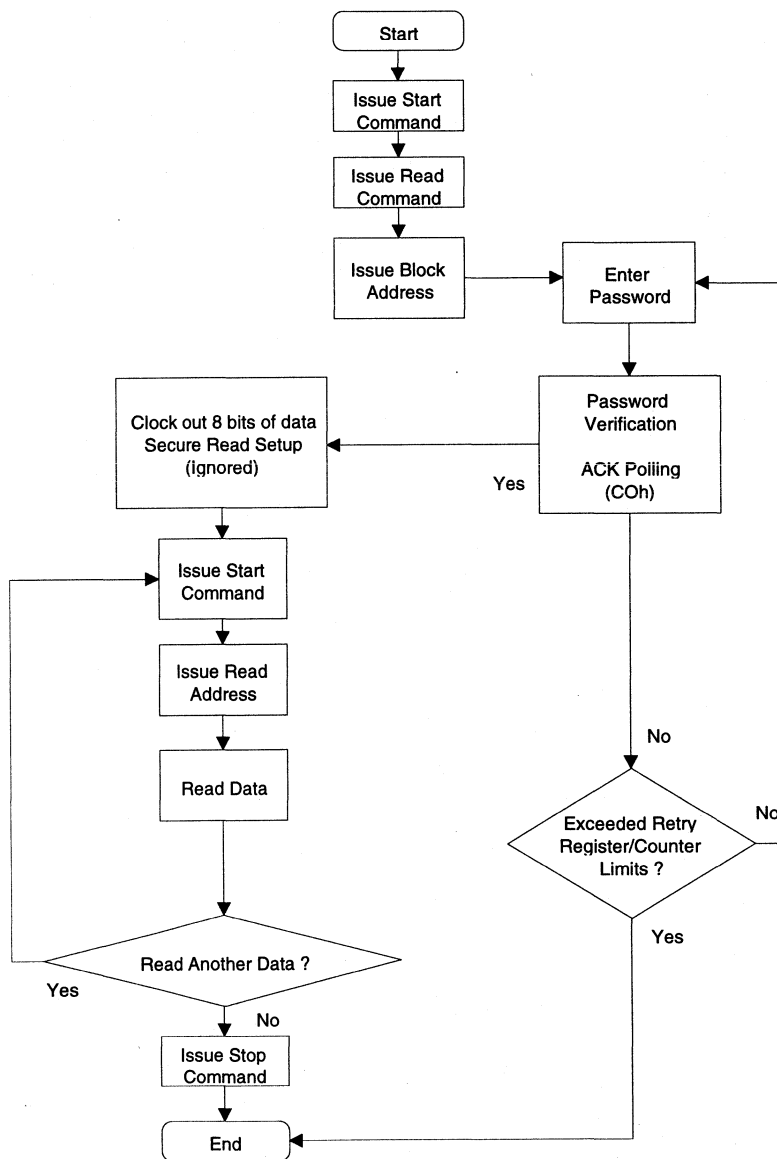 Start
Issue Start
Command
Issue Read
Command
Issue Block
Address
Enter
Password
Clock out 8 bits of data
Secure Read Setup
(Ignored)
Password
Verification
ACK Polling
(COh)
Yes
Issue Start
Command
Issue Read
Address
Read Data
No
Exceeded Retry
Register/Counter
Limits ?
No
Yes
Read Another Data ?
Yes
No
Issue Stop
Command
End